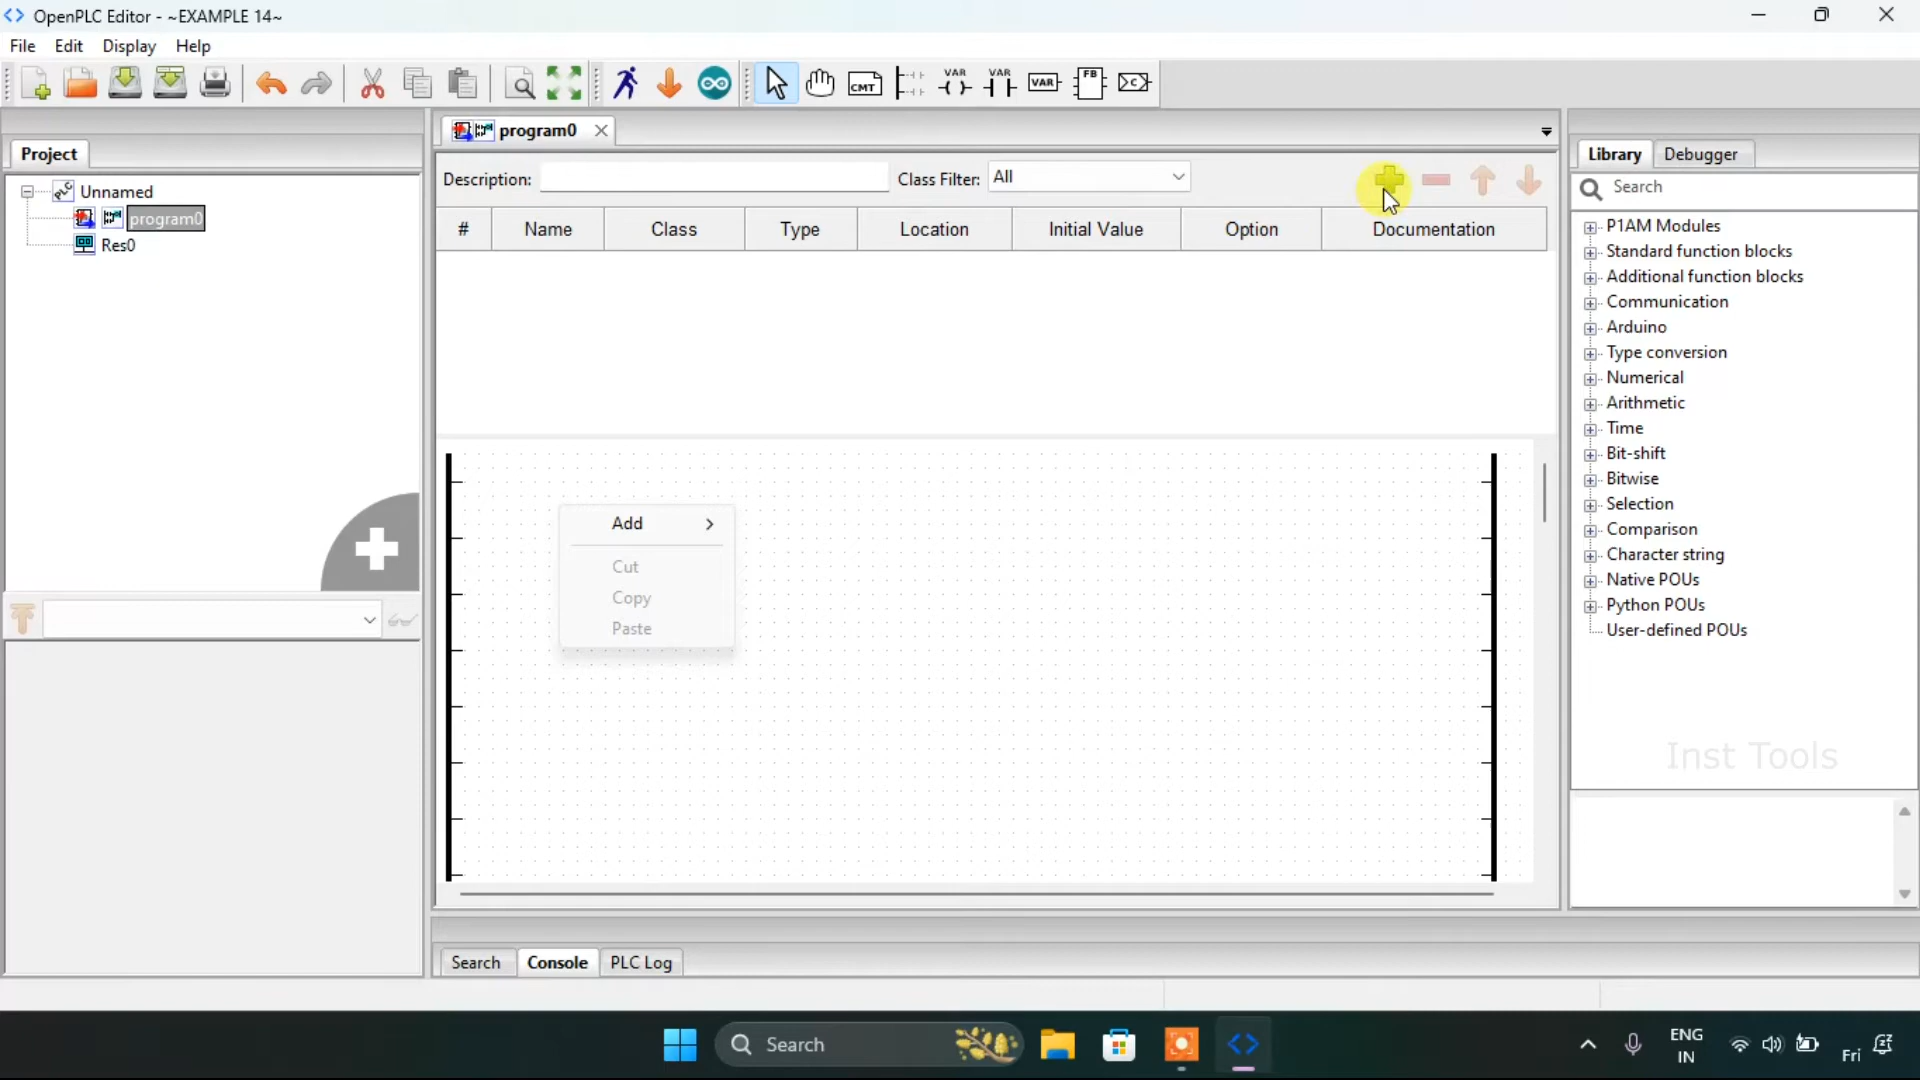 OpenPLC Editor - ~EXAMPLE 14~
File Edit Display Help
CMT VAR VAR VAR FB C
Project
program0
Unnamed
program0
Res0
Description:
Class Filter: All
# Name Class Type Location Initial Value Option Documentation
Add
Cut
Copy
Paste
Library Debugger
Search
P1AM Modules
Standard function blocks
Additional function blocks
Communication
Arduino
Type conversion
Numerical
Arithmetic
Time
Bit-shift
Bitwise
Selection
Comparison
Character string
Native POUs
Python POUs
User-defined POUs
Inst Tools
Search Console PLC Log
Search
ENG
IN
Fri